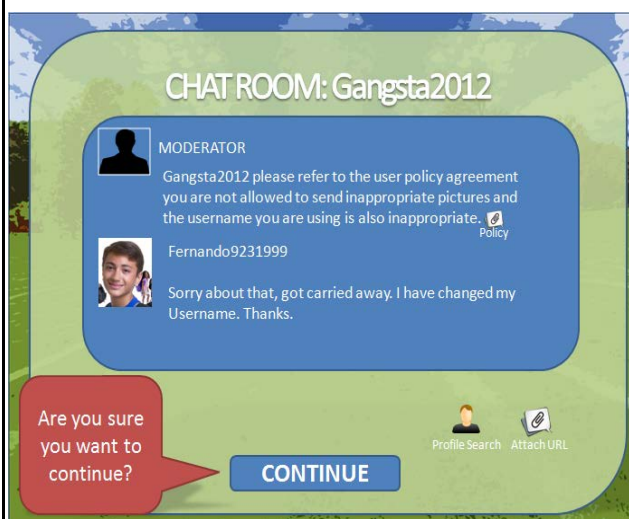 CHAT ROOM: Gangsta2012
MODERATOR
Gangsta2012 please refer to the user policy agreement
you are not allowed to send inappropriate pictures and
the username you are using is also inappropriate.
Policy
Fernando9231999
Sorry about that, got carried away. I have changed my
Username. Thanks.
Are you sure
you want to
continue?
Profile Search Attach URL
CONTINUE